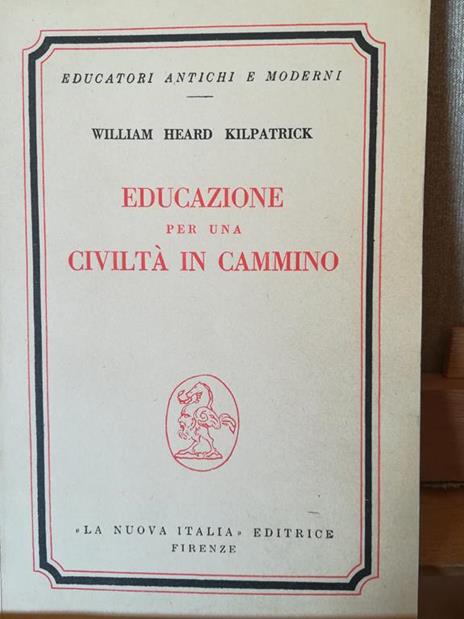 EDUCATORI ANTICHI E MODERNI
WILLIAM HEARD KILPATRICK
EDUCAZIONE
PER UNA
CIVILTÀ IN CAMMINO
«LA NUOVA ITALIA» EDITRICE
FIRENZE